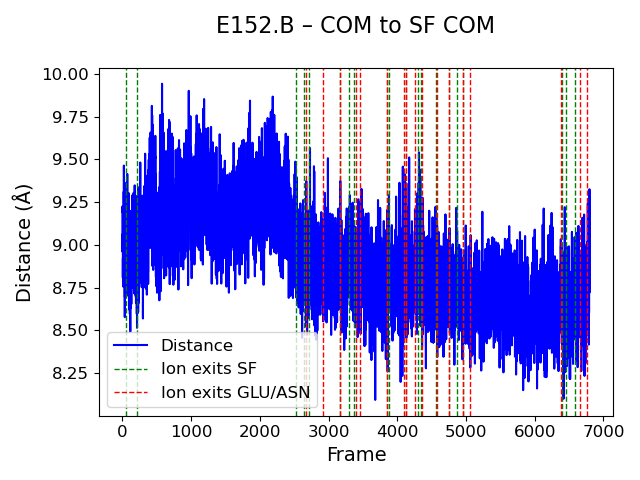 E152.B – COM to SF COM
Distance (Å)
10.00
9.75
9.50
9.25
9.00
8.75
8.50
8.25
Distance
Ion exits SF
Ion exits GLU/ASN
0 1000 2000 3000 4000 5000 6000 7000
Frame